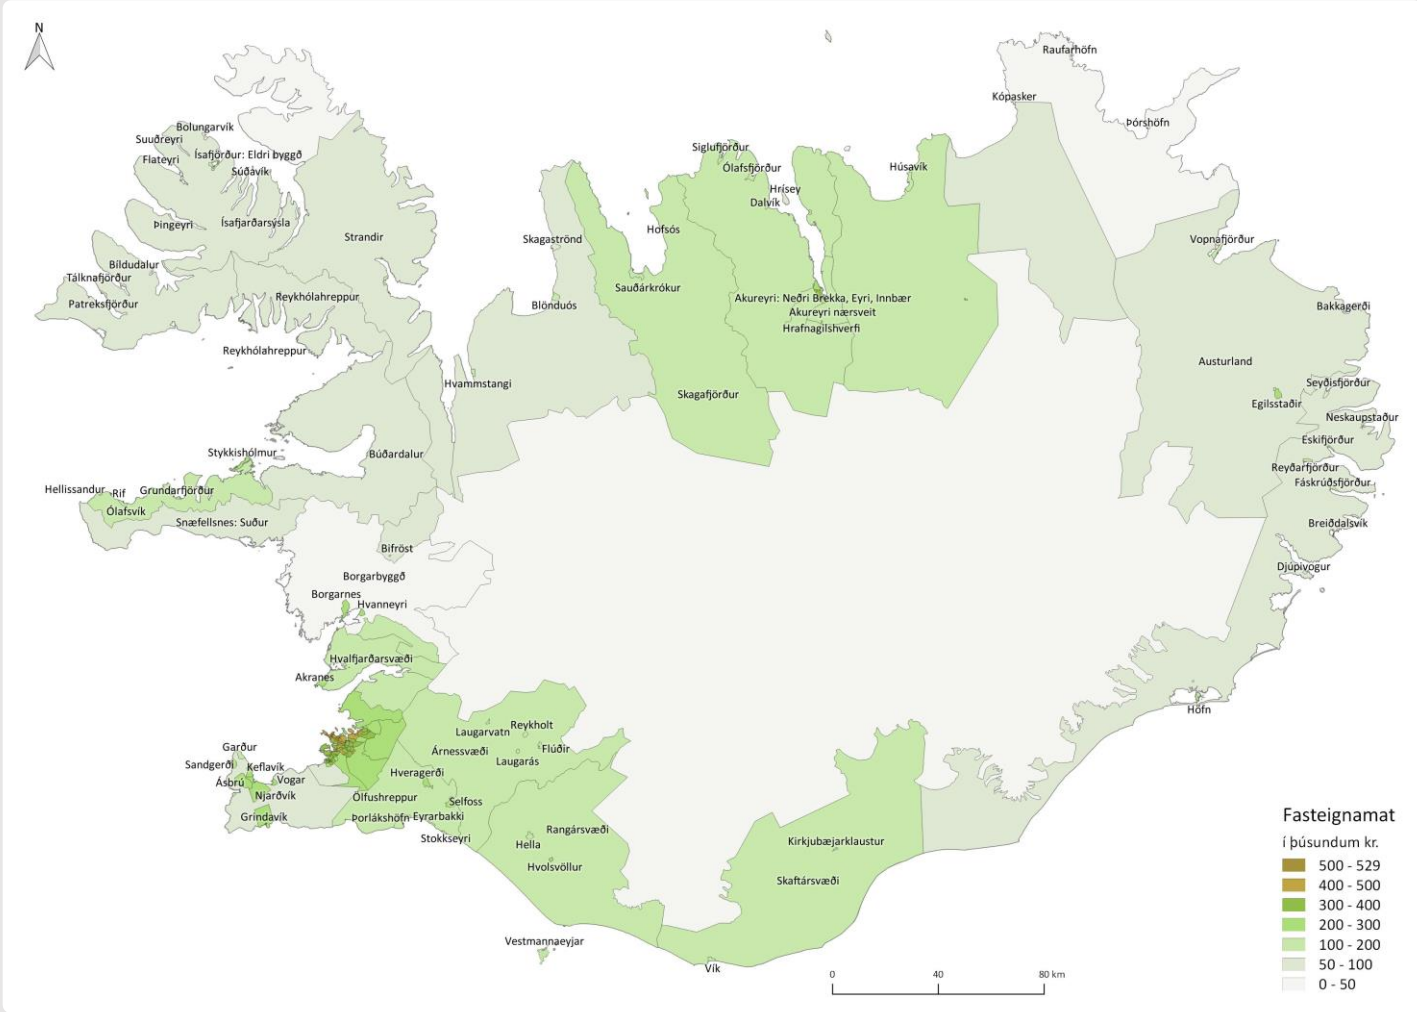 N
Raufarhöfn
Kópasker
Þórshöfn
Bolungarvík
Suðreyri
Ísafjörður: Eldri byggð
Flateyri
Súðavík
Siglufjörður
Ólafsfjörður
Húsavík
Hrísey
Dalvík
Þingeyri
Ísafjarðarsýsla
Strandir
Skagaströnd
Hofsós
Vopnafjörður
Bíldudalur
Tálknafjörður
Patreksfjörður
Reykhólahreppur
Blönduós
Sauðárkrókur
Akureyri: Neðri Brekka, Eyri, Innbær
Akureyri nærsveit
Hrafnagilshverfi
Bakkagerði
Reykhólahreppur
Austurland
Hvammstangi
Skagafjörður
Seyðisfjörður
Egilsstaðir
Neskaupstaður
Eskifjörður
Stykkishólmur
Búðardalur
Reyðarfjörður
Fáskrúðsfjörður
Hellissandur
Rif
Grundarfjörður
Ólafsvík
Snæfellsnes: Suður
Breiðdalsvík
Bifröst
Djúpivogur
Borgarbyggð
Borgarnes
Hvanneyri
Hvalfjarðarsvæði
Akranes
Höfn
Reykholt
Laugarvatn
Árnessvæði
Flúðir
Laugarás
Garður
Sandgerði
Keflavík
Ásbrú
Vogar
Njarðvík
Grindavík
Hveragerði
Ölfushreppur
Selfoss
Þorlákshöfn
Eyrarbakki
Stokkseyri
Rangársvæði
Hella
Hvolsvöllur
Kirkjubæjarklaustur
Skaftársvæði
Vestmannaeyjar
Vík
0 40 80 km
Fasteignamat
í þúsundum kr.
500 - 529
400 - 500
300 - 400
200 - 300
100 - 200
50 - 100
0 - 50